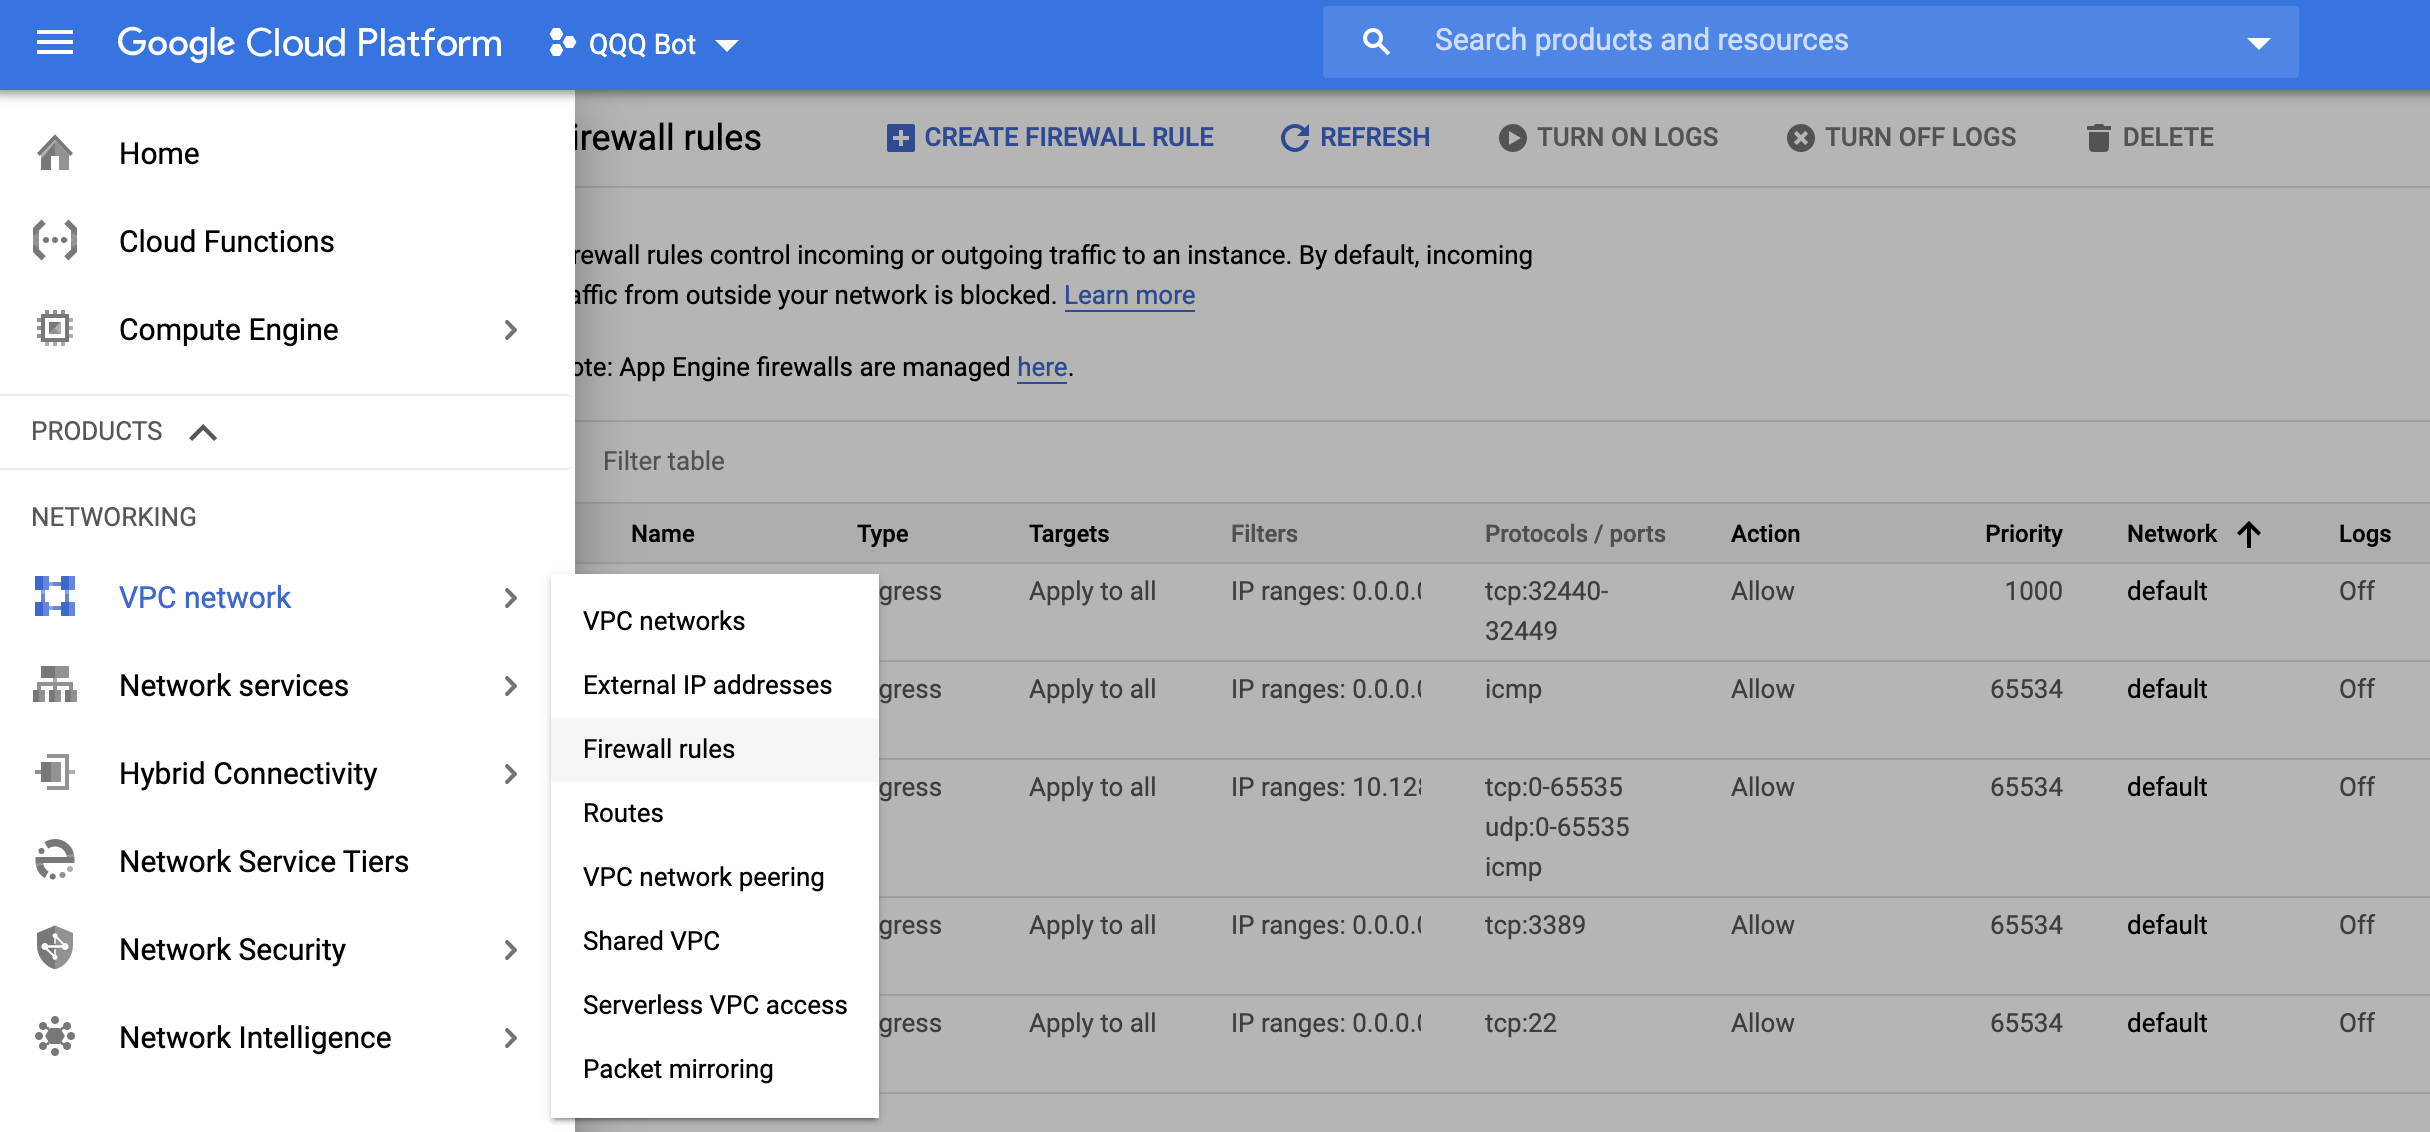 Google Cloud Platform
QQQ Bot
Search products and resources
Home
Cloud Functions
Compute Engine
PRODUCTS
NETWORKING
VPC network
Network services
Hybrid Connectivity
Network Service Tiers
Network Security
Network Intelligence
VPC networks
External IP addresses
Firewall rules
Routes
VPC network peering
Shared VPC
Serverless VPC access
Packet mirroring
irewall rules CREATE FIREWALL RULE REFRESH TURN ON LOGS TURN OFF LOGS DELETE
rewall rules control incoming or outgoing traffic to an instance. By default, incoming
affic from outside your network is blocked. Learn more
ote: App Engine firewalls are managed here.
Filter table
Name Type Targets Filters Protocols / ports Action Priority Network Logs
gress Apply to all IP ranges: 0.0.0.0 tcp:32440- Allow 1000 default Off
32449
gress Apply to all IP ranges: 0.0.0.0 icmp Allow 65534 default Off
gress Apply to all IP ranges: 10.128 tcp:0-65535 Allow 65534 default Off
udp:0-65535
icmp
gress Apply to all IP ranges: 0.0.0.0 tcp:3389 Allow 65534 default Off
gress Apply to all IP ranges: 0.0.0.0 tcp:22 Allow 65534 default Off